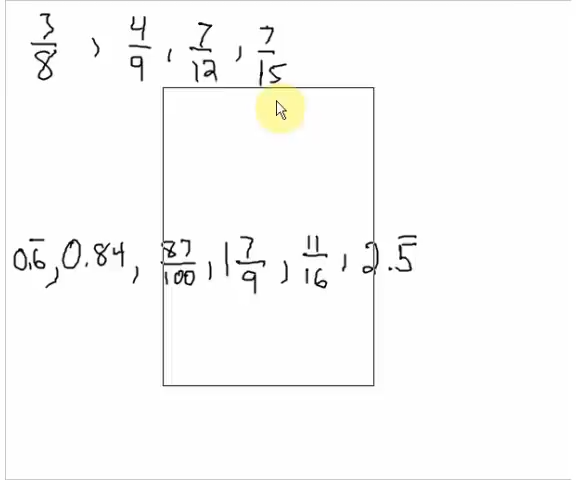 3/8 , 4/9 , 7/12 , 7/15
0.6̅ , 0.84 , 87/100 , 1 7/9 , 11/16 , 2.5̅